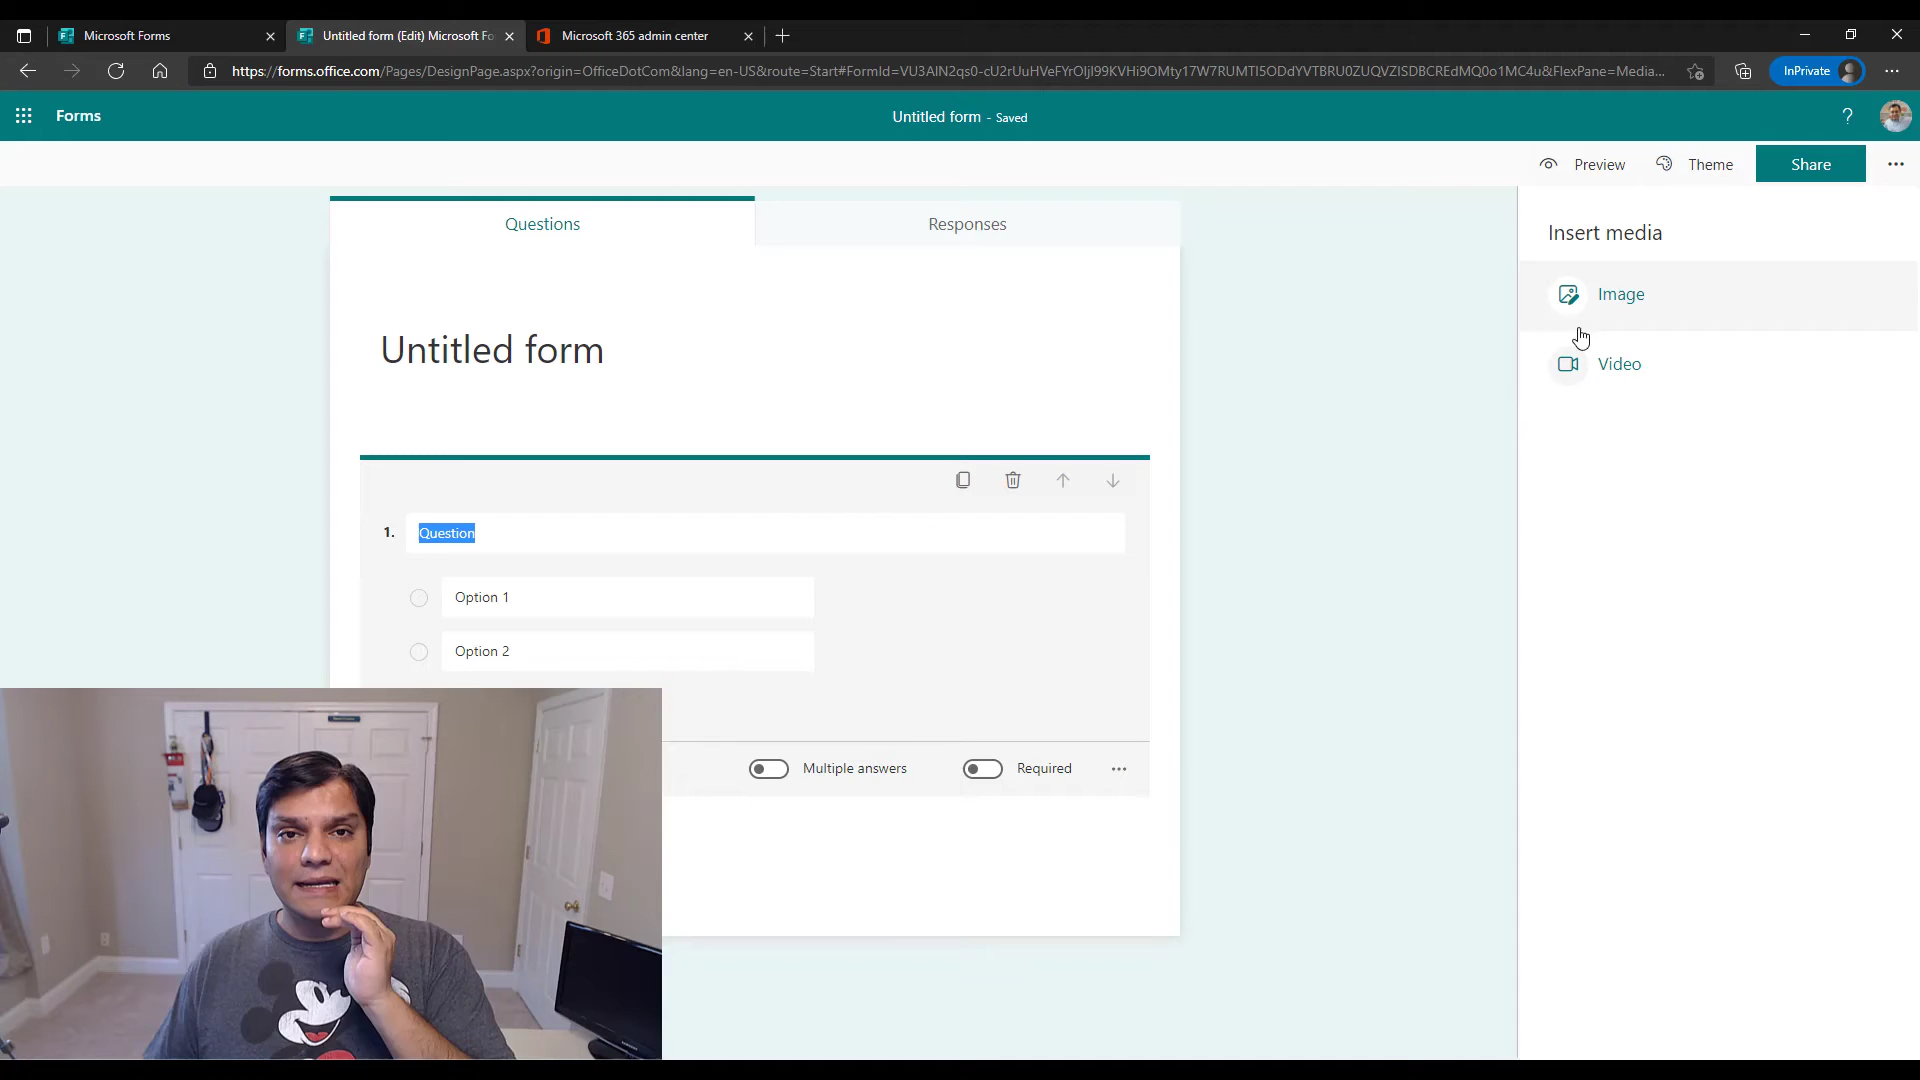 Microsoft Forms
Untitled form (Edit) Microsoft Fo
Microsoft 365 admin center
https://forms.office.com/Pages/DesignPage.aspx?origin=OfficeDotCom&lang=en-US&route=Start#FormId=VU3AlN2qs0-cU2rUuHVeFYrOljI99KVHi9OMty17W7RUMTI5ODdYVTBRU0ZUQVZISDBCREdMQ0o1MC4u&FlexPane=Media...
InPrivate
Forms
Untitled form - Saved
?
Preview
Theme
Share
Questions
Responses
Insert media
Image
Video
Untitled form
1. Question
Option 1
Option 2
Multiple answers
Required